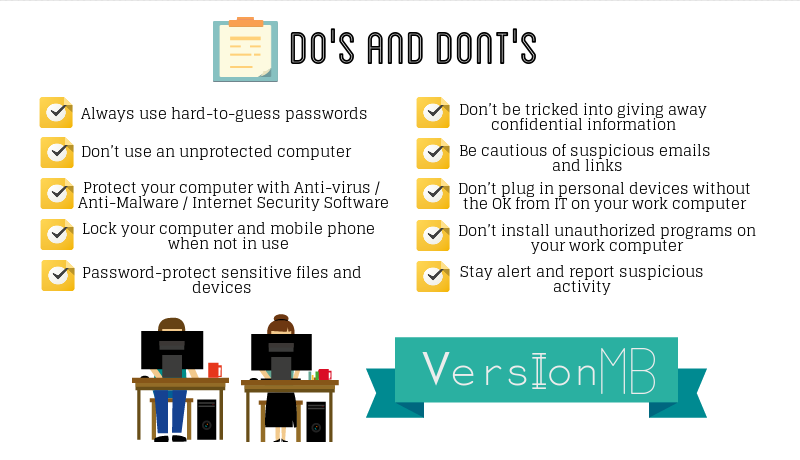 DO'S AND DONT'S
Always use hard-to-guess passwords
Don't use an unprotected computer
Protect your computer with Anti-virus /
Anti-Malware / Internet Security Software
Lock your computer and mobile phone
when not in use
Password-protect sensitive files and
devices
Don't be tricked into giving away
confidential information
Be cautious of suspicious emails
and links
Don't plug in personal devices without
the OK from IT on your work computer
Don't install unauthorized programs on
your work computer
Stay alert and report suspicious
activity
VersIonMB